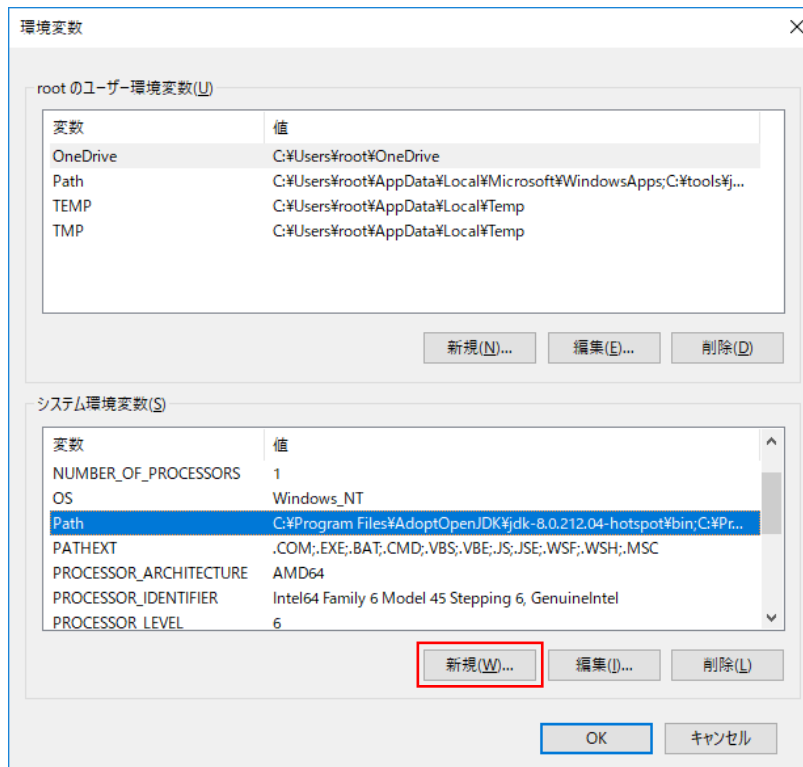 環境変数
root のユーザー環境変数(U)
変数 値
OneDrive C:¥Users¥root¥OneDrive
Path C:¥Users¥root¥AppData¥Local¥Microsoft¥WindowsApps;C:¥tools¥j...
TEMP C:¥Users¥root¥AppData¥Local¥Temp
TMP C:¥Users¥root¥AppData¥Local¥Temp
新規(N)... 編集(E)... 削除(D)
システム環境変数(S)
変数 値
NUMBER_OF_PROCESSORS 1
OS Windows_NT
Path C:¥Program Files¥AdoptOpenJDK¥jdk-8.0.212.04-hotspot¥bin;C:¥Pr...
PATHEXT .COM;.EXE;.BAT;.CMD;.VBS;.VBE;.JS;.JSE;.WSF;.WSH;.MSC
PROCESSOR_ARCHITECTURE AMD64
PROCESSOR_IDENTIFIER Intel64 Family 6 Model 45 Stepping 6, GenuineIntel
PROCESSOR_LEVEL 6
新規(W)... 編集(I)... 削除(L)
OK キャンセル